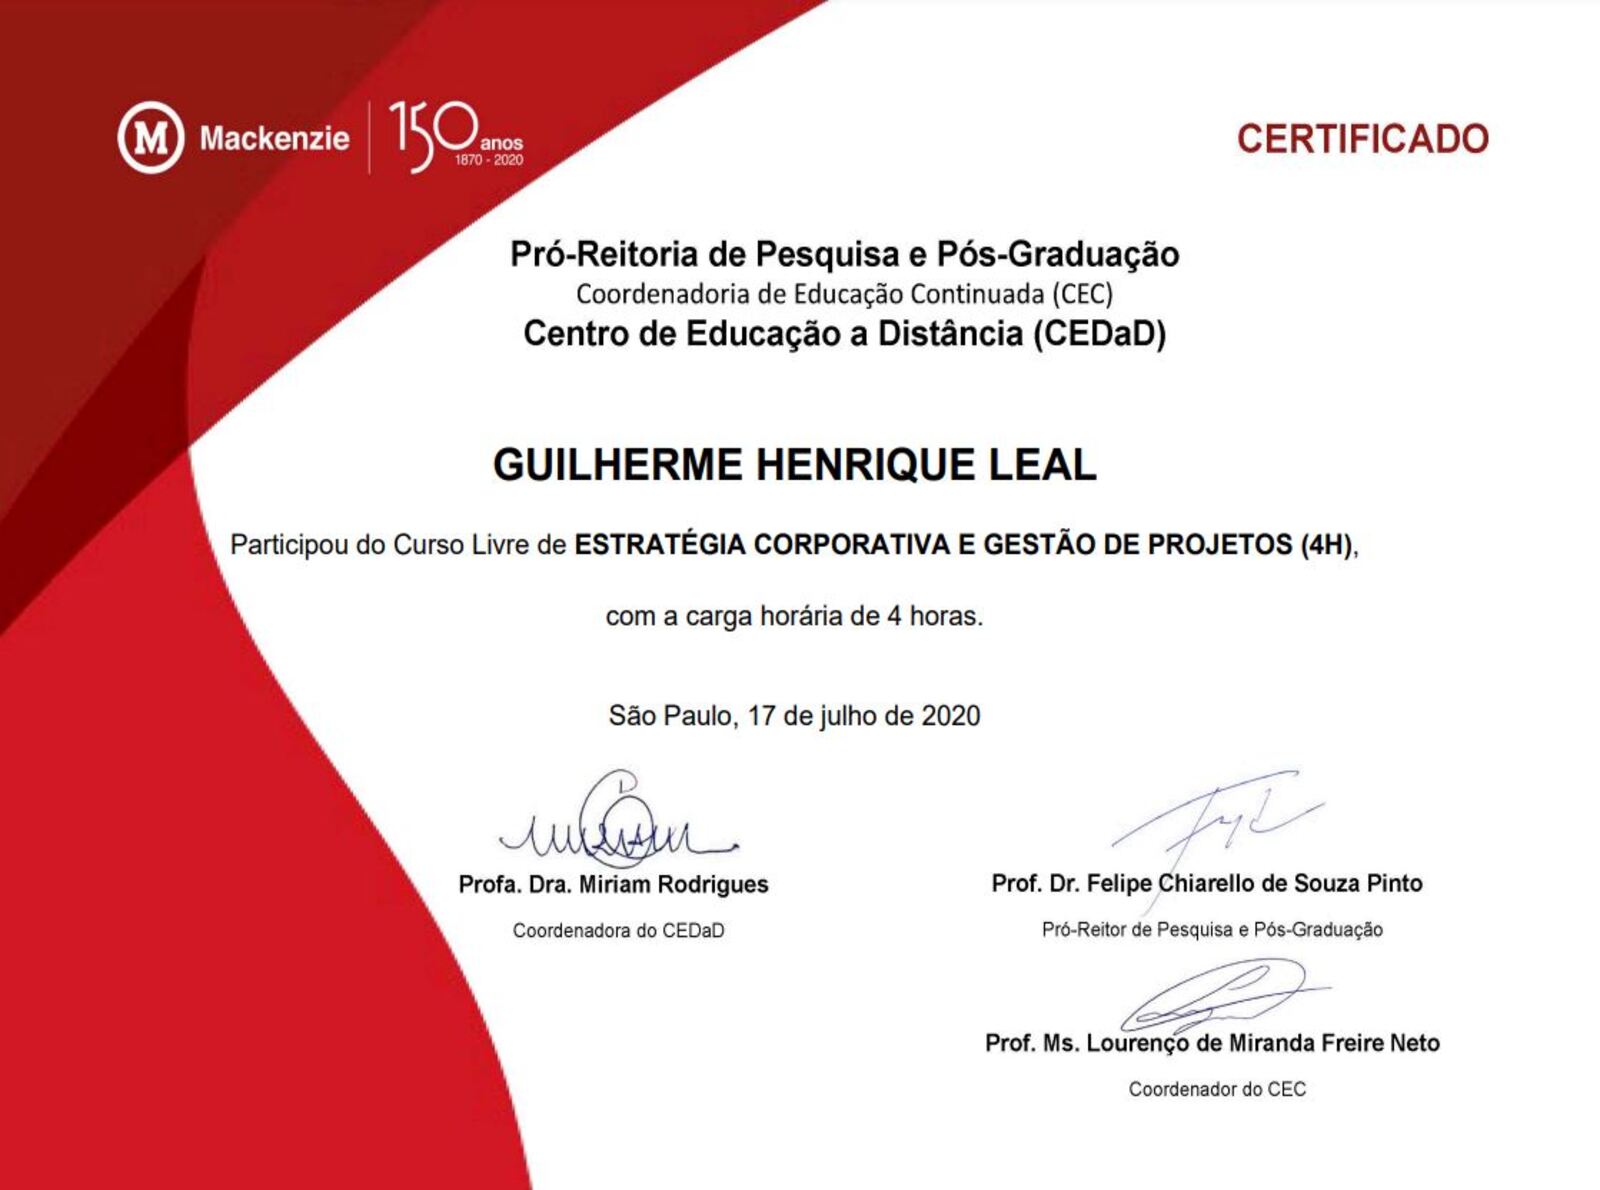 M Mackenzie 150 anos
1870 - 2020
CERTIFICADO
Pró-Reitoria de Pesquisa e Pós-Graduação
Coordenadoria de Educação Continuada (CEC)
Centro de Educação a Distância (CEDaD)
GUILHERME HENRIQUE LEAL
Participou do Curso Livre de ESTRATÉGIA CORPORATIVA E GESTÃO DE PROJETOS (4H),
com a carga horária de 4 horas.
São Paulo, 17 de julho de 2020
Profa. Dra. Miriam Rodrigues
Coordenadora do CEDaD
Prof. Dr. Felipe Chiarello de Souza Pinto
Pró-Reitor de Pesquisa e Pós-Graduação
Prof. Ms. Lourenço de Miranda Freire Neto
Coordenador do CEC